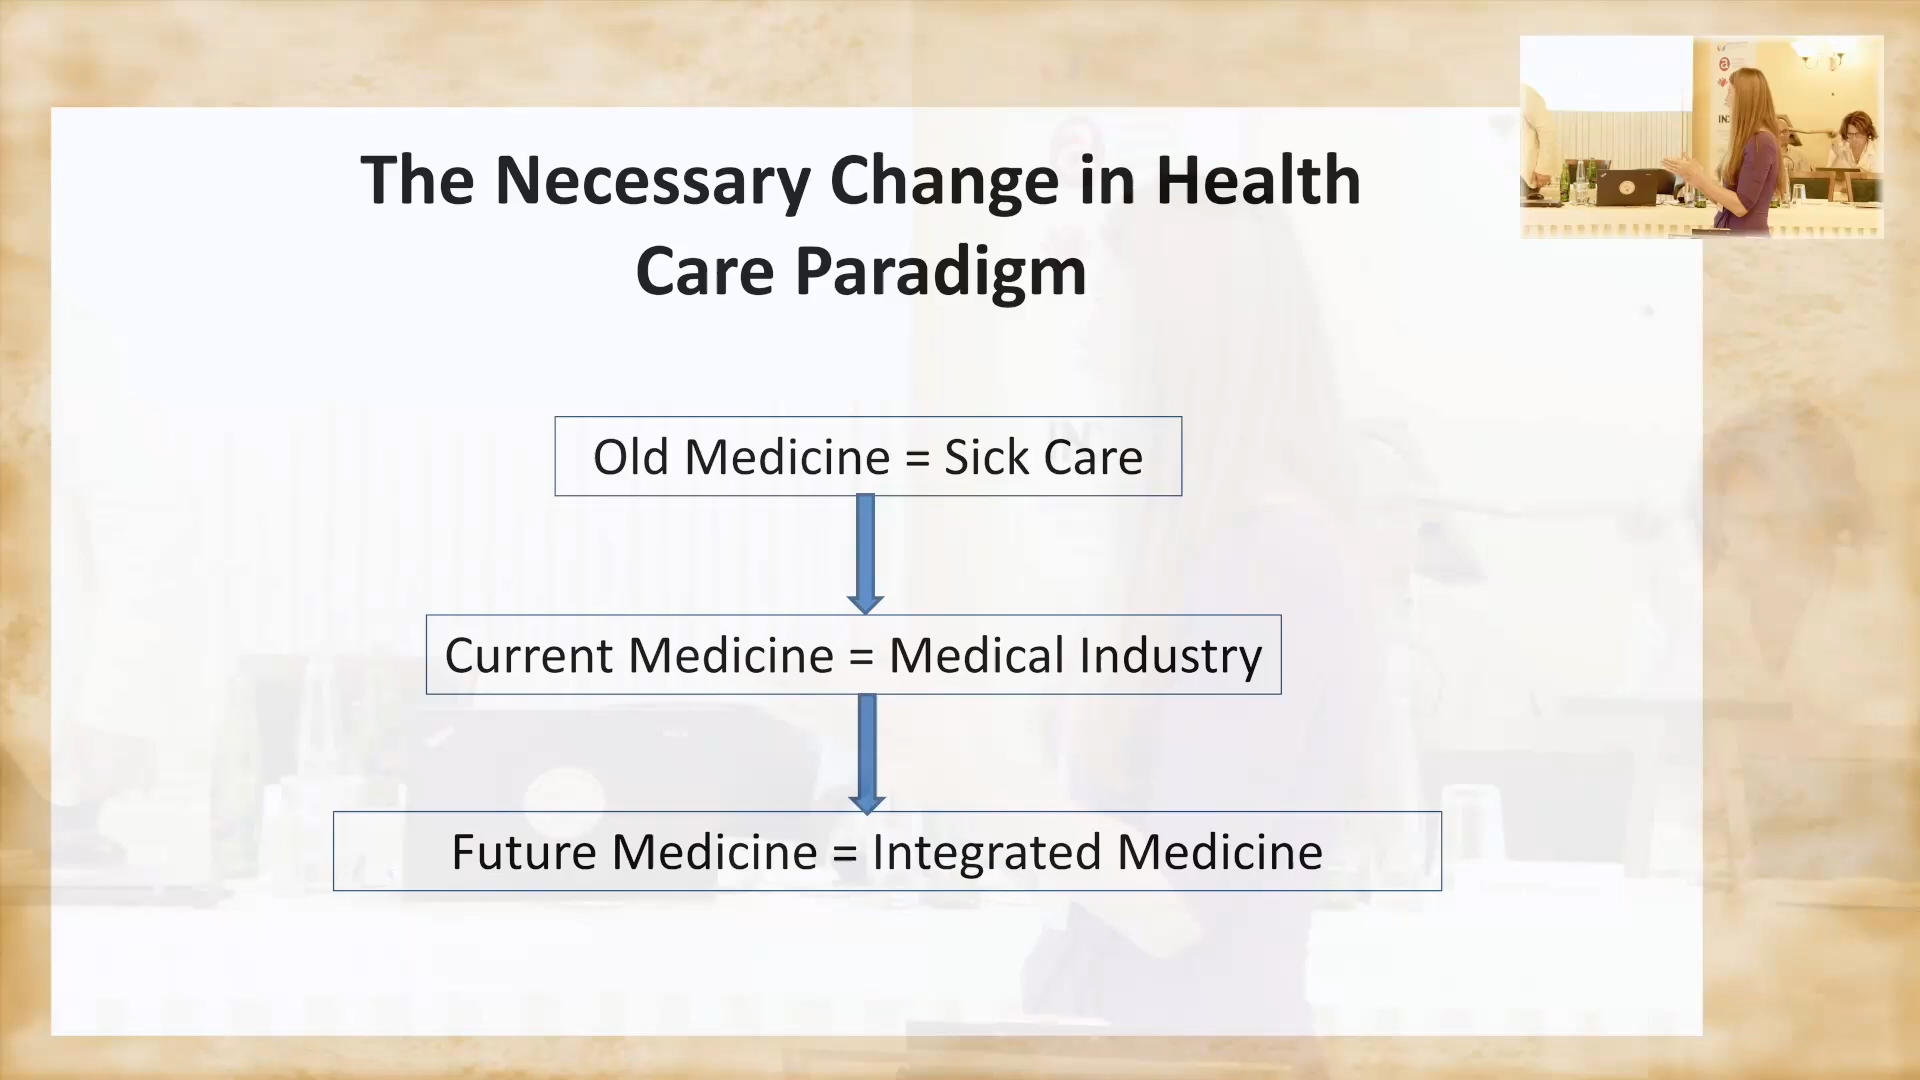 The Necessary Change in Health
Care Paradigm
Old Medicine = Sick Care
Current Medicine = Medical Industry
Future Medicine = Integrated Medicine